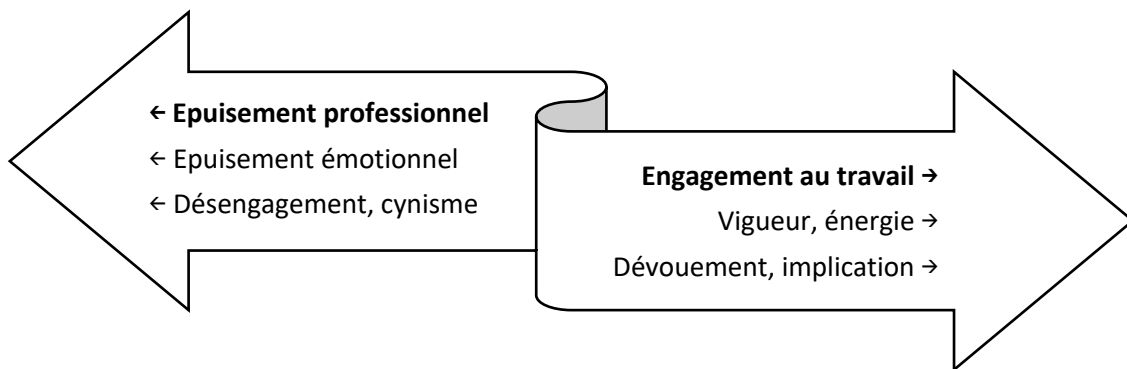 ← Epuisement professionnel
← Epuisement émotionnel
← Désengagement, cynisme
Engagement au travail →
Vigueur, énergie →
Dévouement, implication →